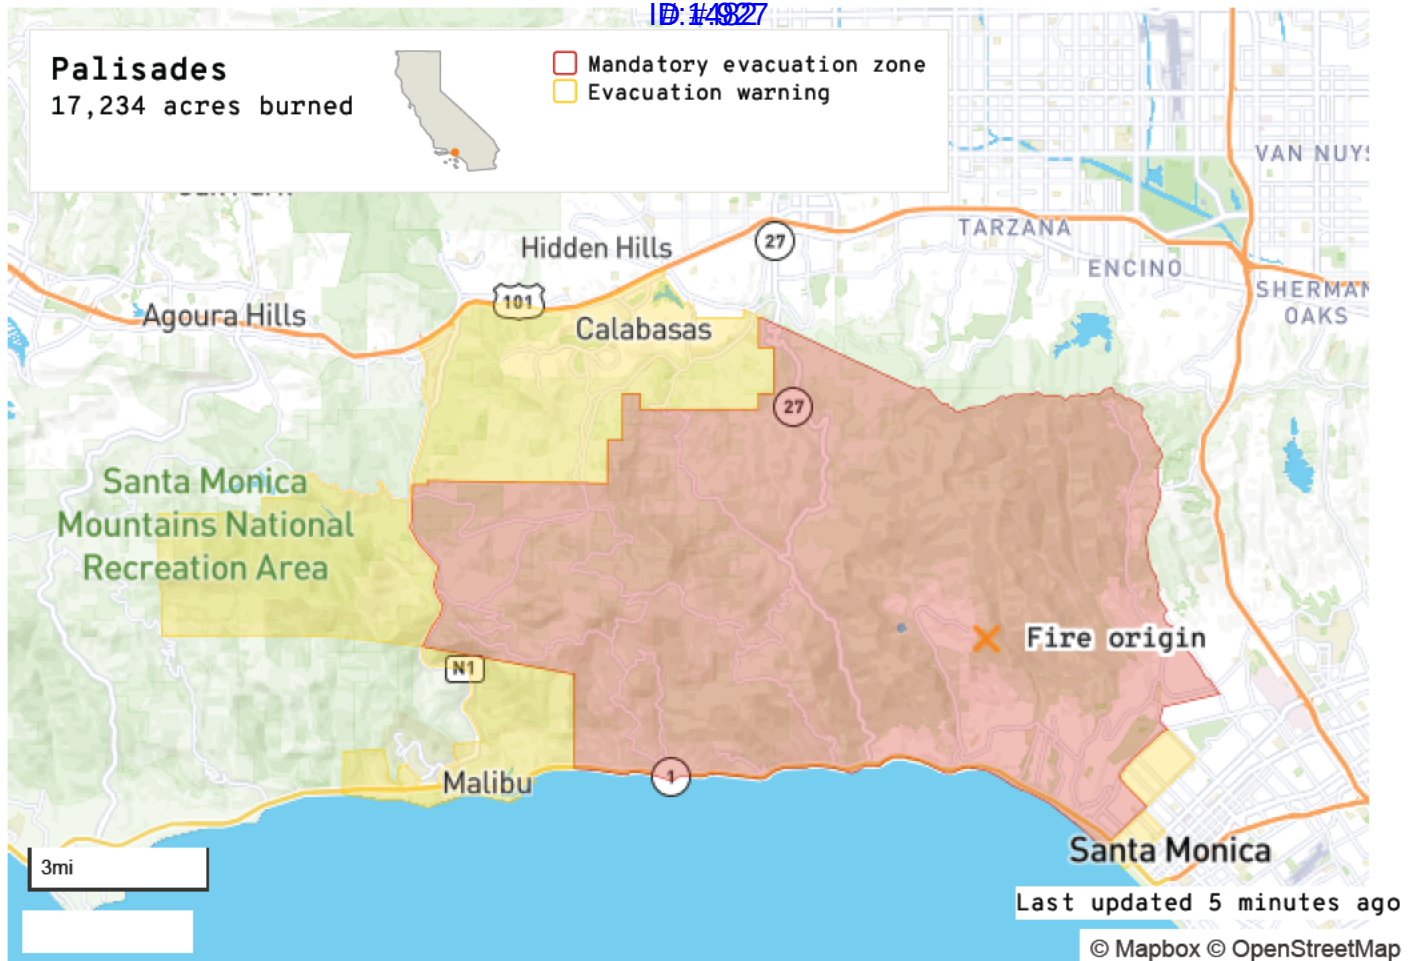 Palisades
17,234 acres burned
Mandatory evacuation zone
Evacuation warning
VAN NUYS
27
TARZANA
Hidden Hills
ENCINO
101
SHERMAN
OAKS
Agoura Hills
Calabasas
27
Santa Monica
Mountains National
Recreation Area
Fire origin
N1
1
Malibu
Santa Monica
3mi
Last updated 5 minutes ago
© Mapbox © OpenStreetMap